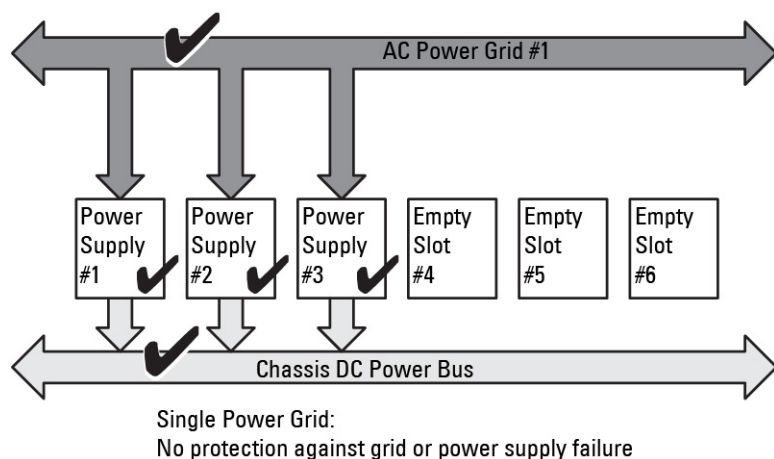 AC Power Grid #1
Power
Supply
#1
Power
Supply
#2
Power
Supply
#3
Empty
Slot
#4
Empty
Slot
#5
Empty
Slot
#6
Chassis DC Power Bus
Single Power Grid:
No protection against grid or power supply failure